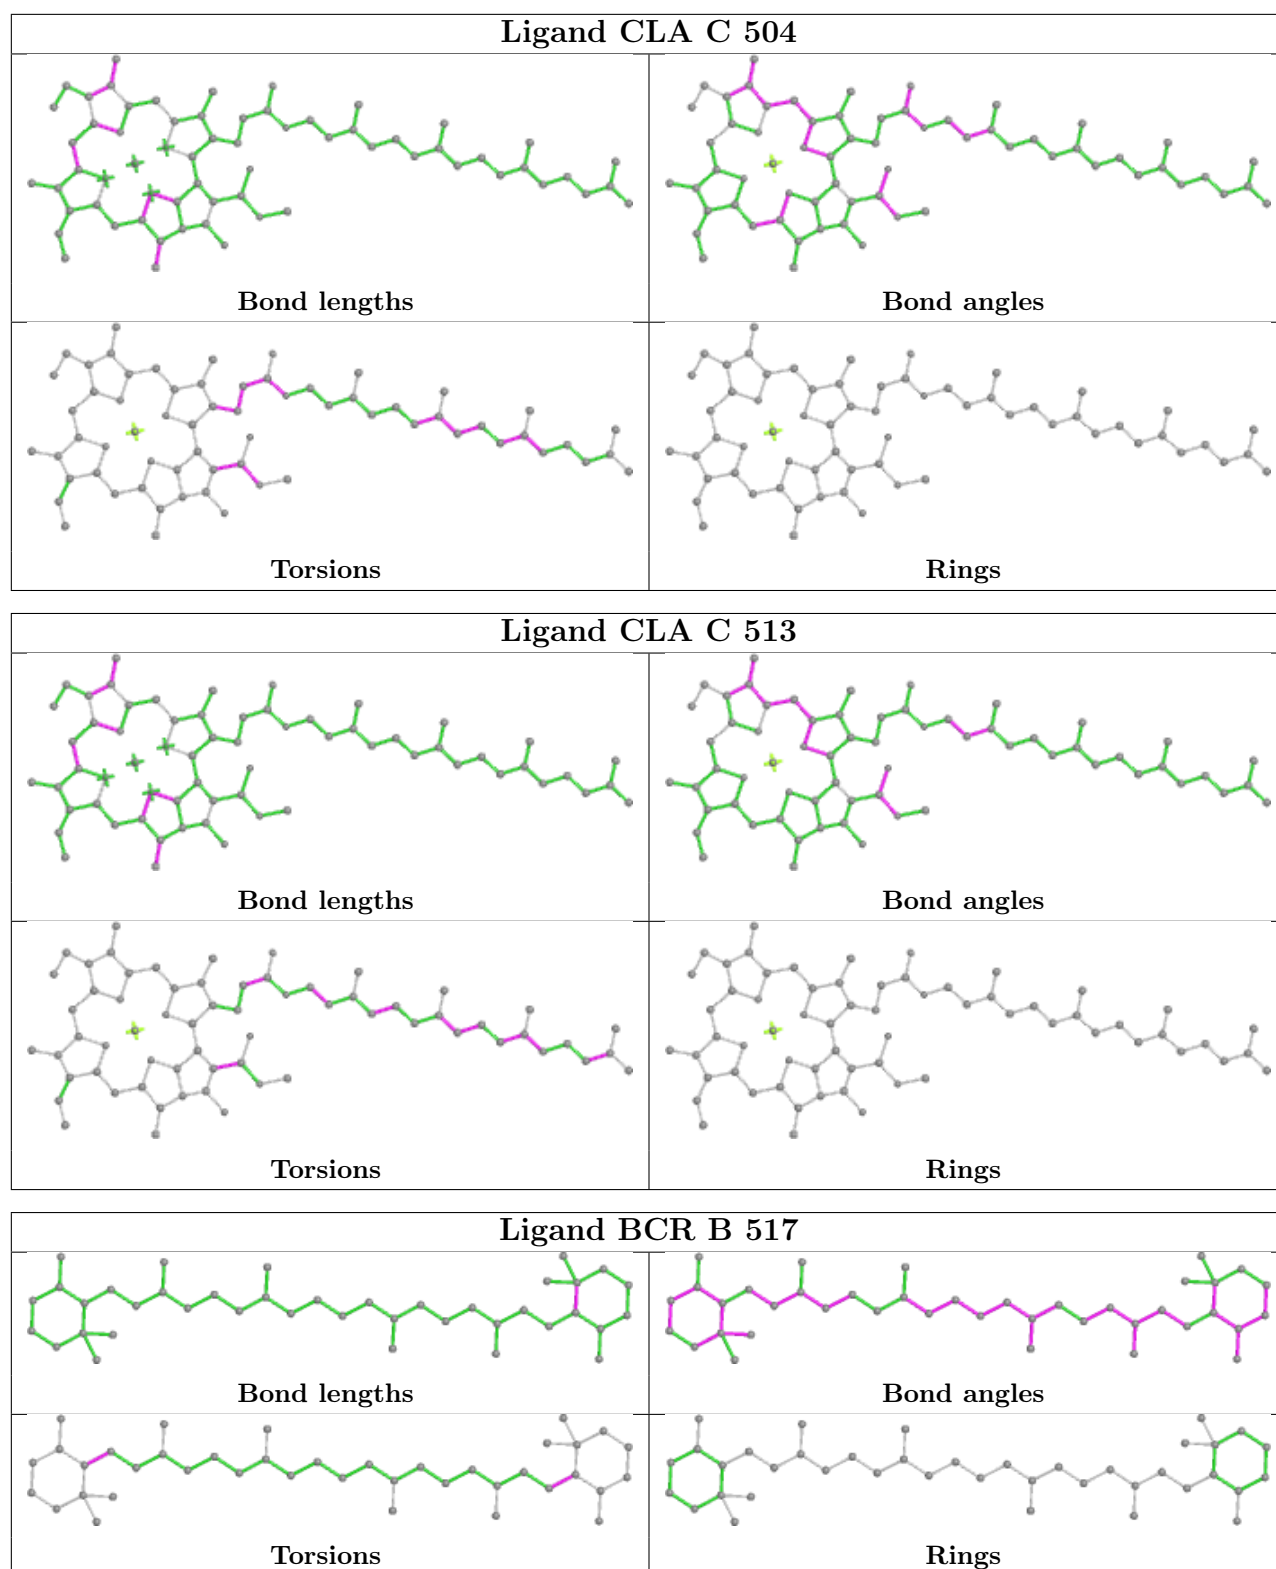 Ligand CLA C 504
Bond lengths
Bond angles
Torsions
Rings
Ligand CLA C 513
Bond lengths
Bond angles
Torsions
Rings
Ligand BCR B 517
Bond lengths
Bond angles
Torsions
Rings